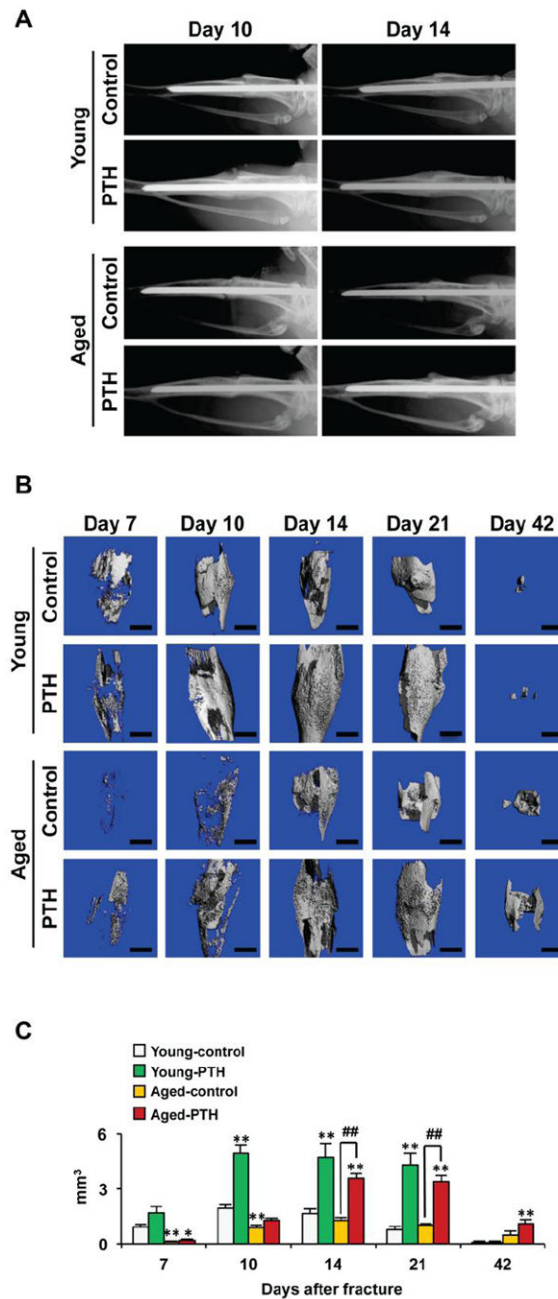 A
Day 10 Day 14
Young
Control
PTH
Aged
Control
PTH
B
Day 7 Day 10 Day 14 Day 21 Day 42
Young
Control
PTH
Aged
Control
PTH
C
Young-control
Young-PTH
Aged-control
Aged-PTH
mm³
6
3
0
** *
**
**
**
##
**
**
##
**
**
7 10 14 21 42
Days after fracture